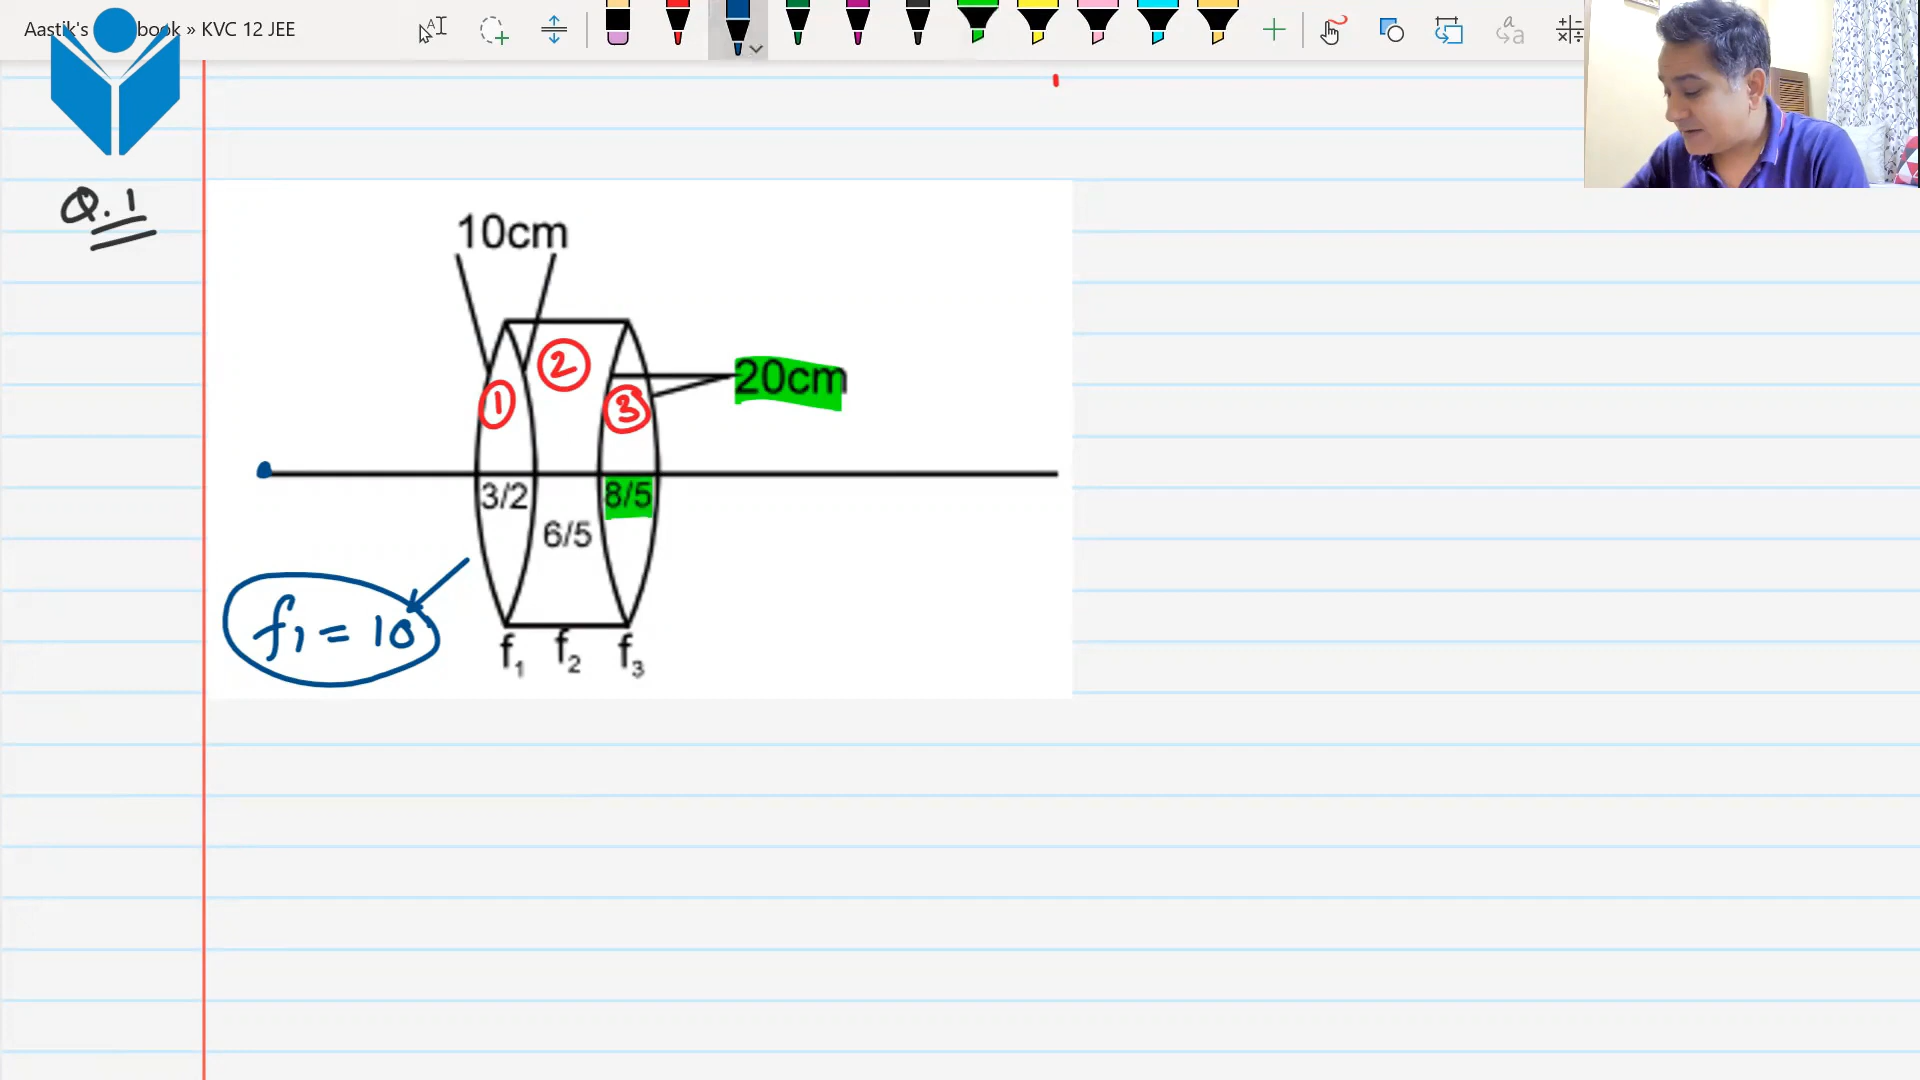 Aastik's book » KVC 12 JEE
Q.1
10cm
2
20cm
1
3
3/2
8/5
6/5
f1 = 10
f1 f2 f3